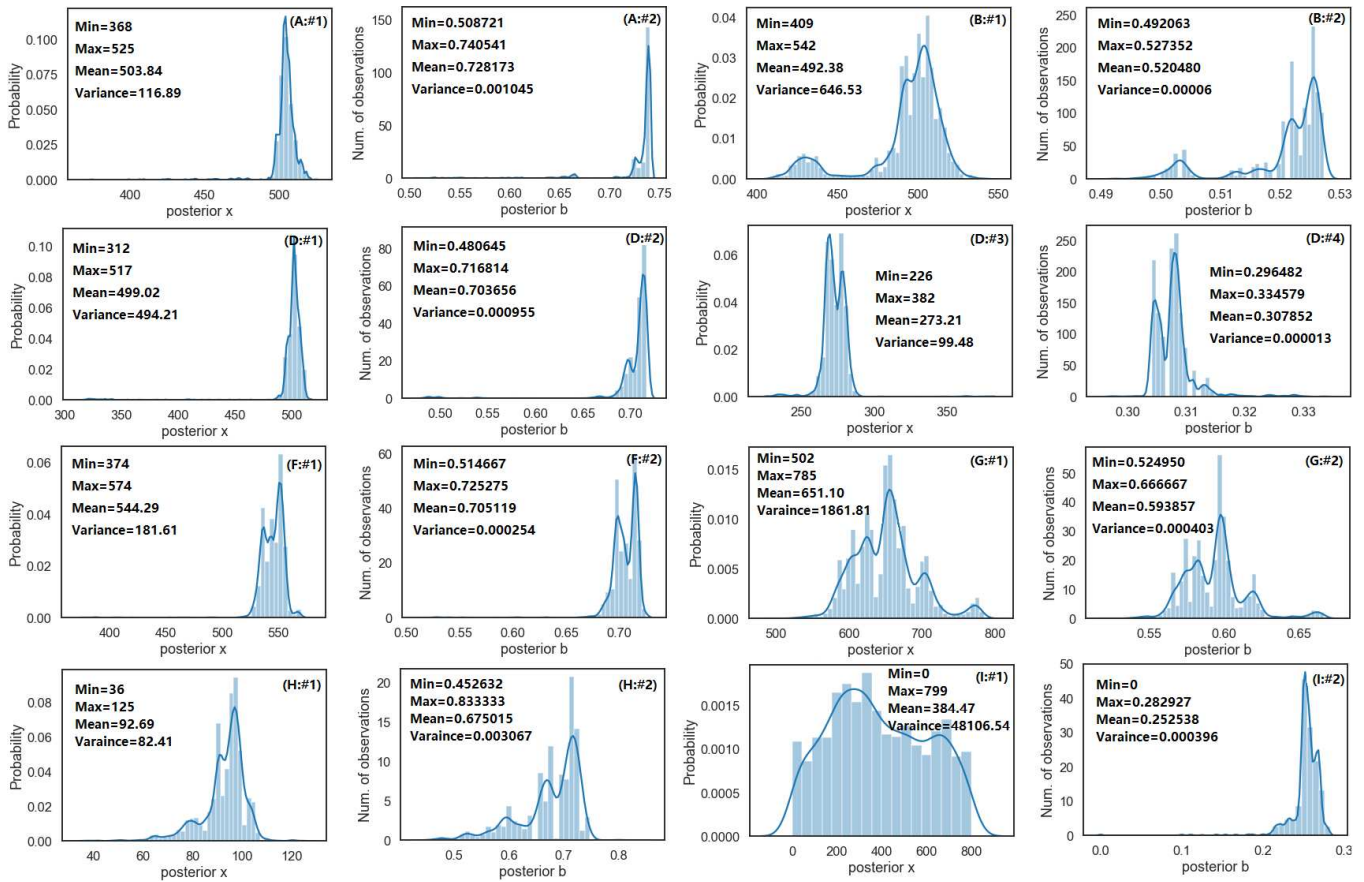 (A:#1)
Min=368
Max=525
Mean=503.84
Variance=116.89
Probability
0.100
0.075
0.050
0.025
0.000
400
450
500
posterior x
(A:#2)
Min=0.508721
Max=0.740541
Mean=0.728173
Variance=0.001045
Num. of observations
150
100
50
0
0.50
0.55
0.60
0.65
0.70
0.75
posterior b
(B:#1)
Min=409
Max=542
Mean=492.38
Variance=646.53
Probability
0.04
0.03
0.02
0.01
0.00
400
450
500
550
posterior x
(B:#2)
Min=0.492063
Max=0.527352
Mean=0.520480
Variance=0.00006
Num. of observations
250
200
150
100
50
0
0.49
0.50
0.51
0.52
0.53
posterior b
(D:#1)
Min=312
Max=517
Mean=499.02
Variance=494.21
Probability
0.10
0.08
0.06
0.04
0.02
0.00
300
350
400
450
500
posterior x
(D:#2)
Min=0.480645
Max=0.716814
Mean=0.703656
Variance=0.000955
Num. of observations
80
60
40
20
0
0.50
0.55
0.60
0.65
0.70
posterior b
(D:#3)
Min=226
Max=382
Mean=273.21
Variance=99.48
Probability
0.06
0.04
0.02
0.00
250
300
350
posterior x
(D:#4)
Min=0.296482
Max=0.334579
Mean=0.307852
Variance=0.000013
Num. of observations
250
200
150
100
50
0
0.30
0.31
0.32
0.33
posterior b
(F:#1)
Min=374
Max=574
Mean=544.29
Variance=181.61
Probability
0.06
0.04
0.02
0.00
400
450
500
550
posterior x
(F:#2)
Min=0.514667
Max=0.725275
Mean=0.705119
Variance=0.000254
Num. of observations
60
50
40
30
20
10
0
0.50
0.55
0.60
0.65
0.70
posterior b
(G:#1)
Min=502
Max=785
Mean=651.10
Varaince=1861.81
Probability
0.015
0.010
0.005
0.000
500
600
700
800
posterior x
(G:#2)
Min=0.524950
Max=0.666667
Mean=0.593857
Variance=0.000403
Num. of observations
50
40
30
20
10
0
0.55
0.60
0.65
posterior b
(H:#1)
Min=36
Max=125
Mean=92.69
Varaince=82.41
Probability
0.08
0.06
0.04
0.02
0.00
40
60
80
100
120
posterior x
(H:#2)
Min=0.452632
Max=0.833333
Mean=0.675015
Variance=0.003067
Num. of observations
20
15
10
5
0
0.5
0.6
0.7
0.8
posterior b
(I:#1)
Min=0
Max=799
Mean=384.47
Varaince=48106.54
Probability
0.0015
0.0010
0.0005
0.0000
0
200
400
600
800
posterior x
(I:#2)
Min=0
Max=0.282927
Mean=0.252538
Varaince=0.000396
Num. of observations
50
40
30
20
10
0
0.0
0.1
0.2
0.3
posterior b